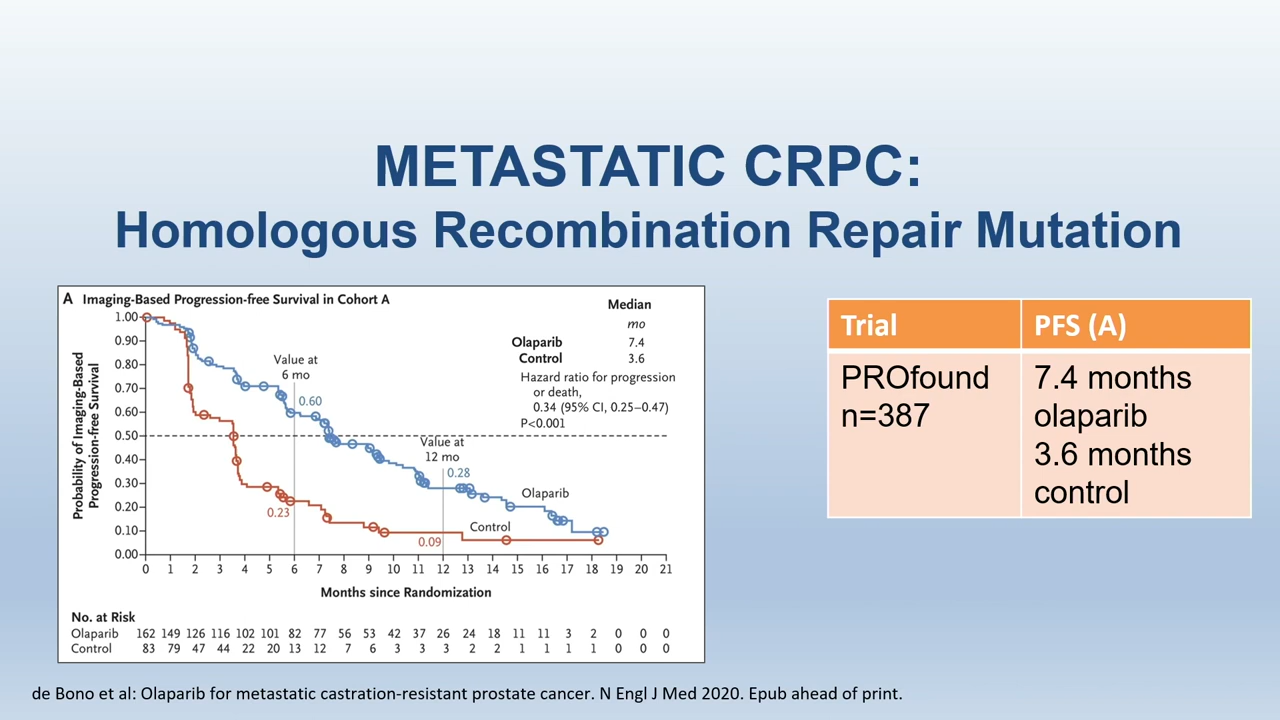 METASTATIC CRPC:
Homologous Recombination Repair Mutation
A Imaging-Based Progression-free Survival in Cohort A
Median
mo
Olaparib 7.4
Control 3.6
Hazard ratio for progression
or death,
0.34 (95% CI, 0.25–0.47)
P<0.001
Probability of Imaging-Based
Progression-free Survival
1.00
0.90
0.80
0.70
0.60
0.50
0.40
0.30
0.20
0.10
0.00
Value at
6 mo
0.60
0.23
Value at
12 mo
0.28
0.09
Olaparib
Control
0 1 2 3 4 5 6 7 8 9 10 11 12 13 14 15 16 17 18 19 20 21
Months since Randomization
No. at Risk
Olaparib 162 149 126 116 102 101 82 77 56 53 42 37 26 24 18 11 11 3 2 0 0 0
Control 83 79 47 44 22 20 13 12 7 6 3 3 3 2 2 1 1 1 1 0 0 0
Trial PFS (A)
PROfound 7.4 months
n=387 olaparib
3.6 months
control
de Bono et al: Olaparib for metastatic castration-resistant prostate cancer. N Engl J Med 2020. Epub ahead of print.